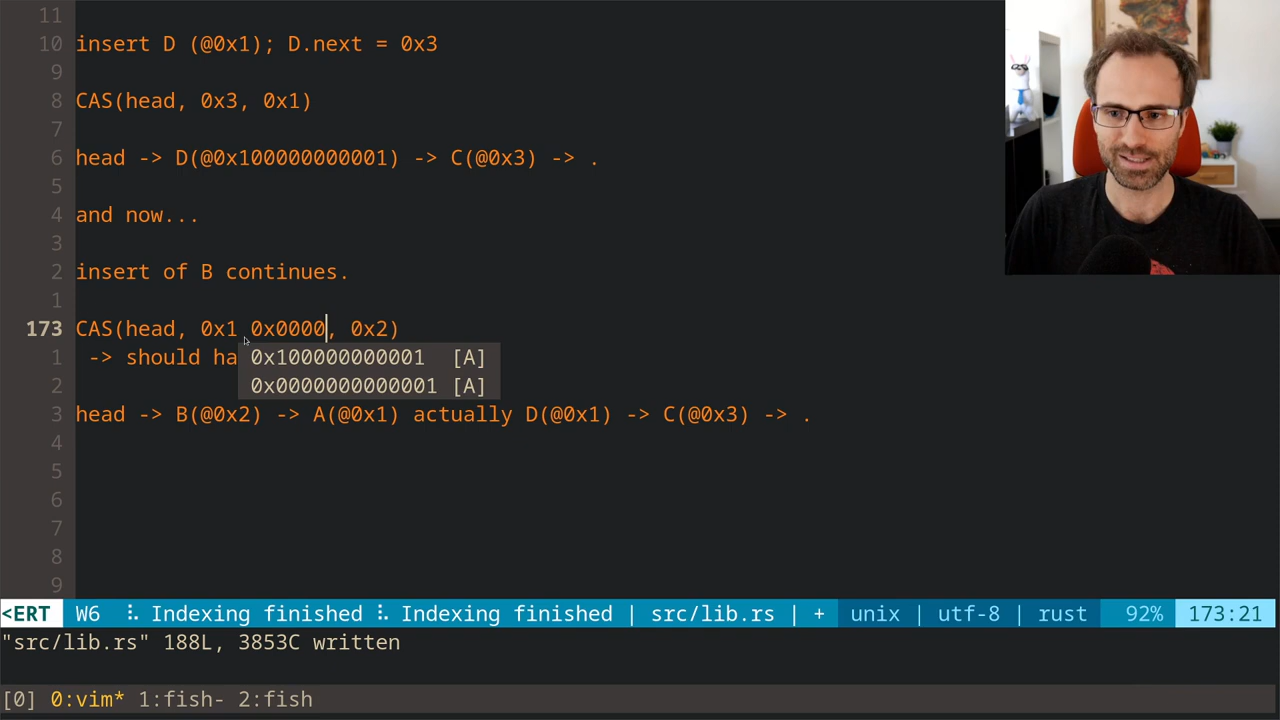 11
10 insert D (@0x1); D.next = 0x3
9
8 CAS(head, 0x3, 0x1)
7
6 head -> D(@0x100000000001) -> C(@0x3) -> .
5
4 and now...
3
2 insert of B continues.
1
173 CAS(head, 0x1 0x0000, 0x2)
1 -> should ha 0x100000000001 [A]
2 0x0000000000001 [A]
3 head -> B(@0x2) -> A(@0x1) actually D(@0x1) -> C(@0x3) -> .
4
5
6
7
8
9
<ERT W6 ⠧ Indexing finished ⠧ Indexing finished | src/lib.rs | + unix | utf-8 | rust 92% 173:21
"src/lib.rs" 188L, 3853C written
[0] 0:vim* 1:fish- 2:fish